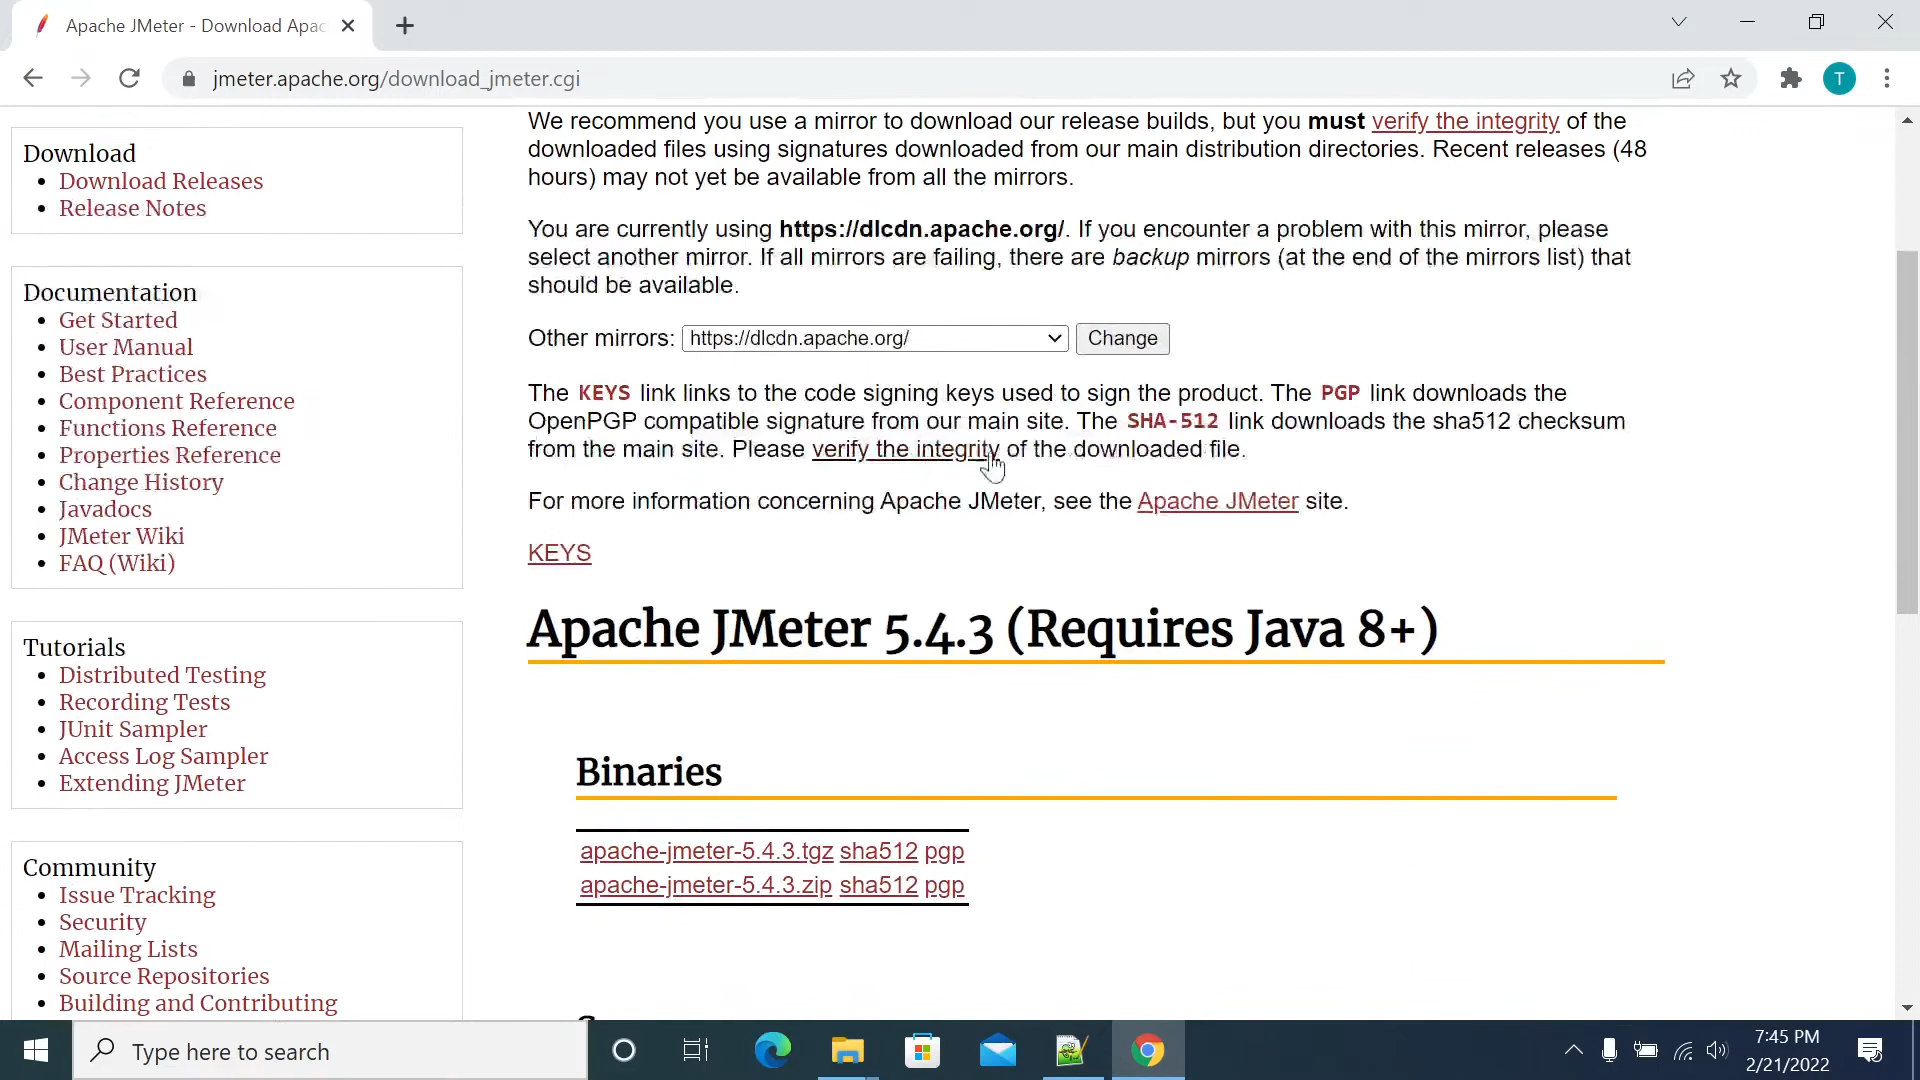 Apache JMeter - Download Apac
jmeter.apache.org/download_jmeter.cgi
T
Download
Download Releases
Release Notes
Documentation
Get Started
User Manual
Best Practices
Component Reference
Functions Reference
Properties Reference
Change History
Javadocs
JMeter Wiki
FAQ (Wiki)
Tutorials
Distributed Testing
Recording Tests
JUnit Sampler
Access Log Sampler
Extending JMeter
Community
Issue Tracking
Security
Mailing Lists
Source Repositories
Building and Contributing
We recommend you use a mirror to download our release builds, but you must verify the integrity of the
downloaded files using signatures downloaded from our main distribution directories. Recent releases (48
hours) may not yet be available from all the mirrors.
You are currently using https://dlcdn.apache.org/. If you encounter a problem with this mirror, please
select another mirror. If all mirrors are failing, there are backup mirrors (at the end of the mirrors list) that
should be available.
Other mirrors: https://dlcdn.apache.org/ Change
The KEYS link links to the code signing keys used to sign the product. The PGP link downloads the
OpenPGP compatible signature from our main site. The SHA-512 link downloads the sha512 checksum
from the main site. Please verify the integrity of the downloaded file.
For more information concerning Apache JMeter, see the Apache JMeter site.
KEYS
Apache JMeter 5.4.3 (Requires Java 8+)
Binaries
apache-jmeter-5.4.3.tgz sha512 pgp
apache-jmeter-5.4.3.zip sha512 pgp
Type here to search
7:45 PM
2/21/2022